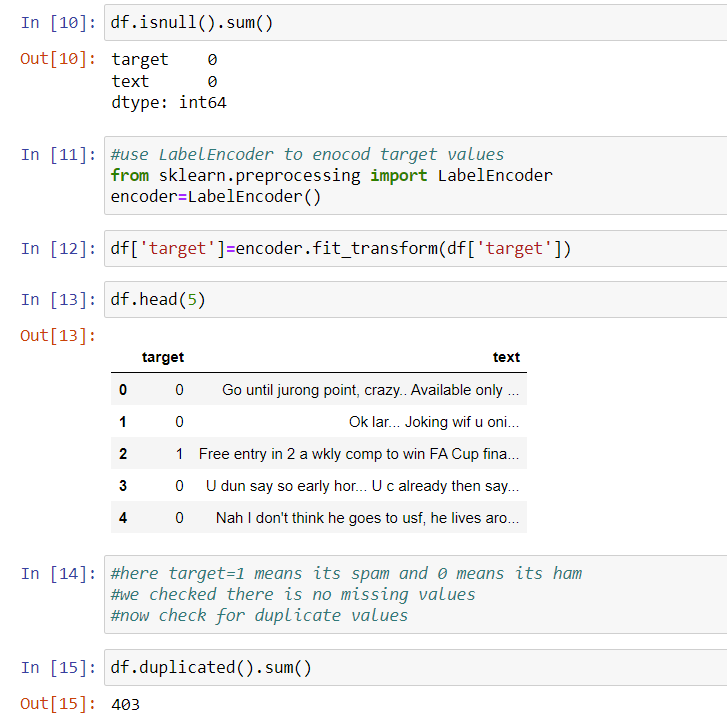 In [10]: df.isnull().sum()
Out[10]: target    0
text      0
dtype: int64
In [11]: #use LabelEncoder to enocod target values
from sklearn.preprocessing import LabelEncoder
encoder=LabelEncoder()
In [12]: df['target']=encoder.fit_transform(df['target'])
In [13]: df.head(5)
Out[13]:
target text
0 0 Go until jurong point, crazy.. Available only ...
1 0 Ok lar... Joking wif u oni...
2 1 Free entry in 2 a wkly comp to win FA Cup fina...
3 0 U dun say so early hor... U c already then say...
4 0 Nah I don't think he goes to usf, he lives aro...
In [14]: #here target=1 means its spam and 0 means its ham
#we checked there is no missing values
#now check for duplicate values
In [15]: df.duplicated().sum()
Out[15]: 403